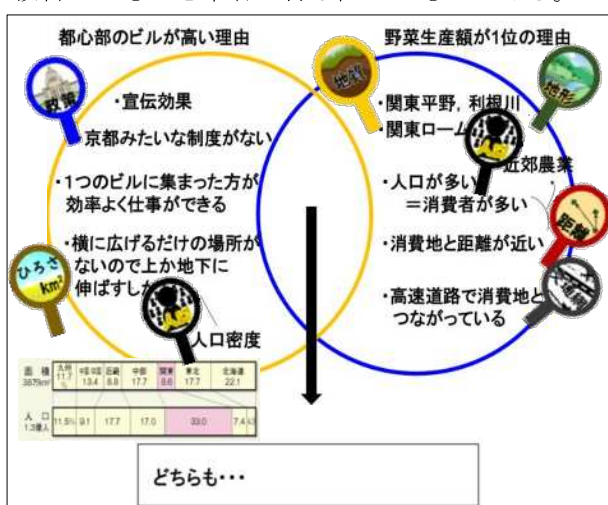 都心部のビルが高い理由
野菜生産額が1位の理由
政策
地質
地形
・宣伝効果
京都みたいな制度がない
・1つのビルに集まった方が
効率よく仕事ができる
・横に広げるだけの場所が
ないので上か地下に
伸ばすしか
ひろさ
km²
人口密度
・関東平野,利根川
・関東ローム
近郊農業
・人口が多い
=消費者が多い
距離
・消費地と距離が近い
・高速道路で消費地と
つながっている
面積
九州 11.7
13.4
近畿 8.8
中部 17.7
関東 8.6
東北 17.7
北海道 22.1
人口
1.3億人
11.5%
9.1
17.7
17.0
33.0
7.4
どちらも・・・